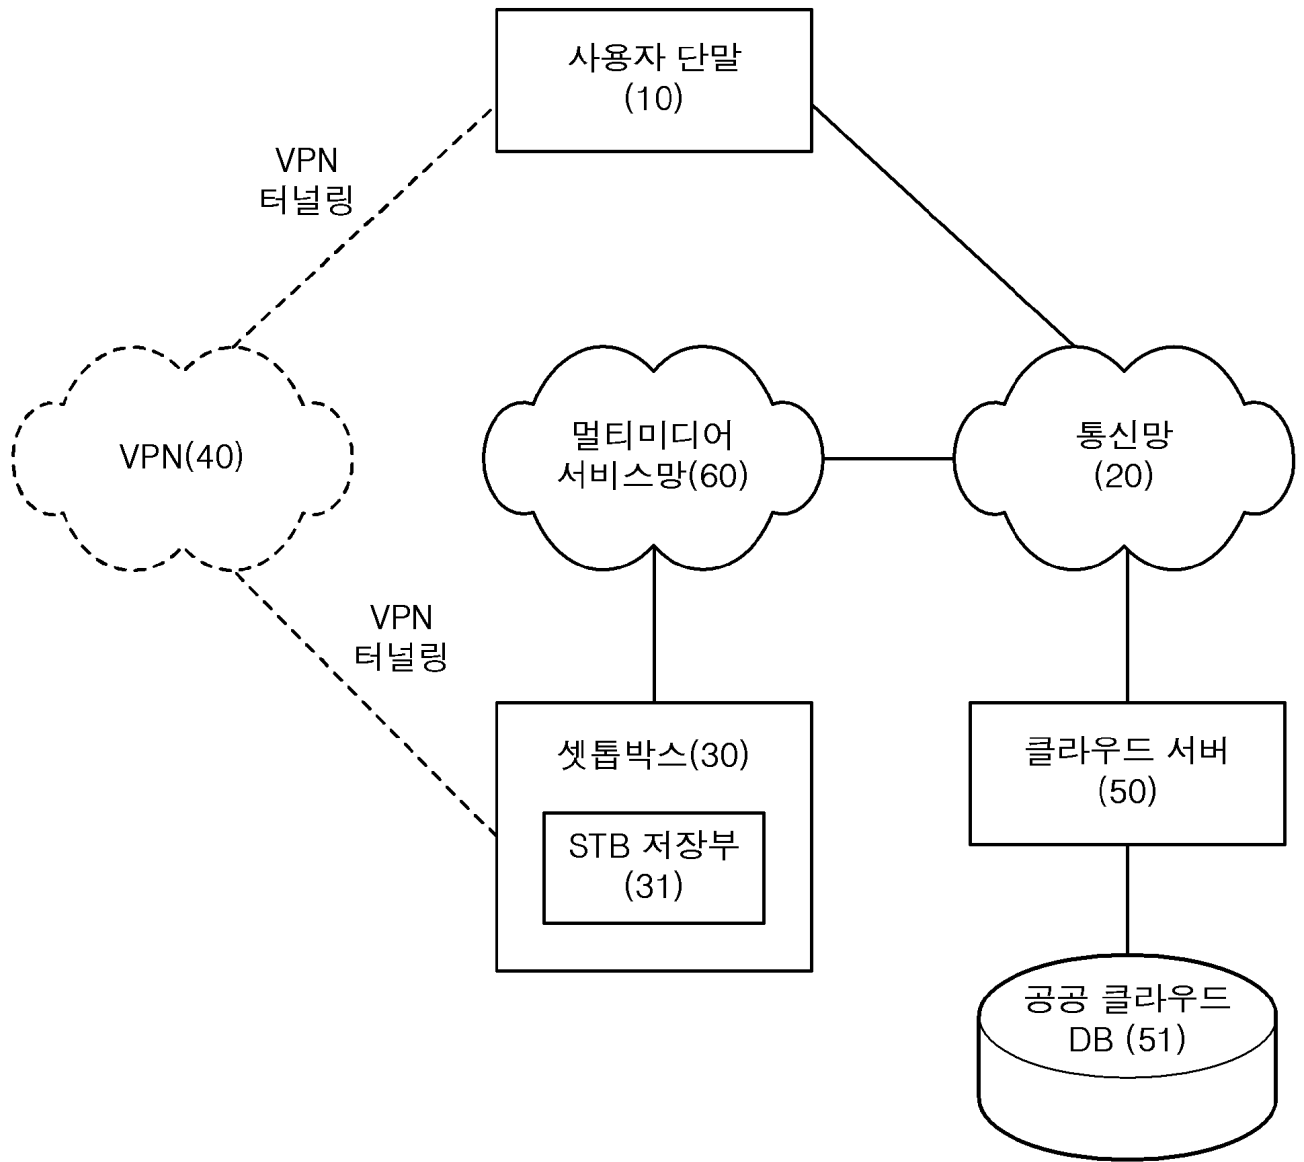 사용자 단말
(10)
VPN
터널링
VPN(40)
멀티미디어
서비스망(60)
통신망
(20)
VPN
터널링
셋톱박스(30)
STB 저장부
(31)
클라우드 서버
(50)
공공 클라우드
DB (51)